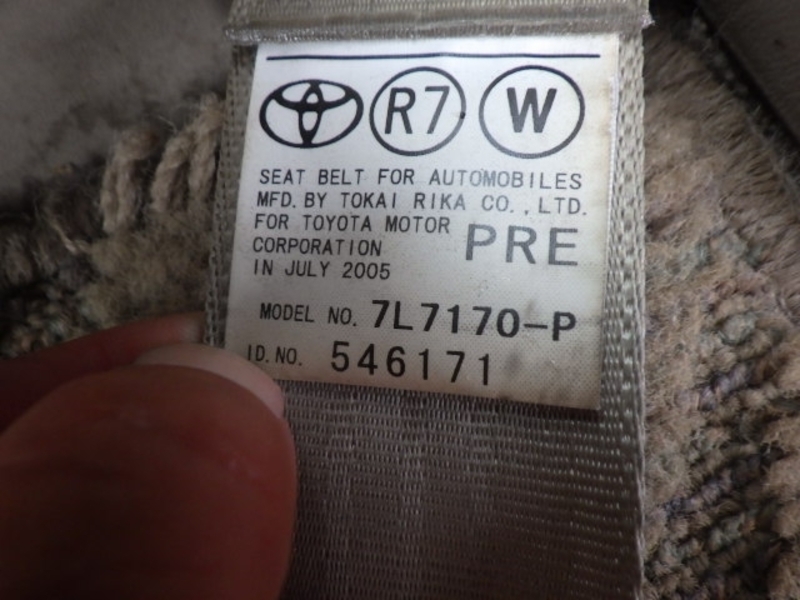 R7 W
SEAT BELT FOR AUTOMOBILES
MFD. BY TOKAI RIKA CO., LTD.
FOR TOYOTA MOTOR
CORPORATION PRE
IN JULY 2005
MODEL NO. 7L7170-P
ID. NO. 546171